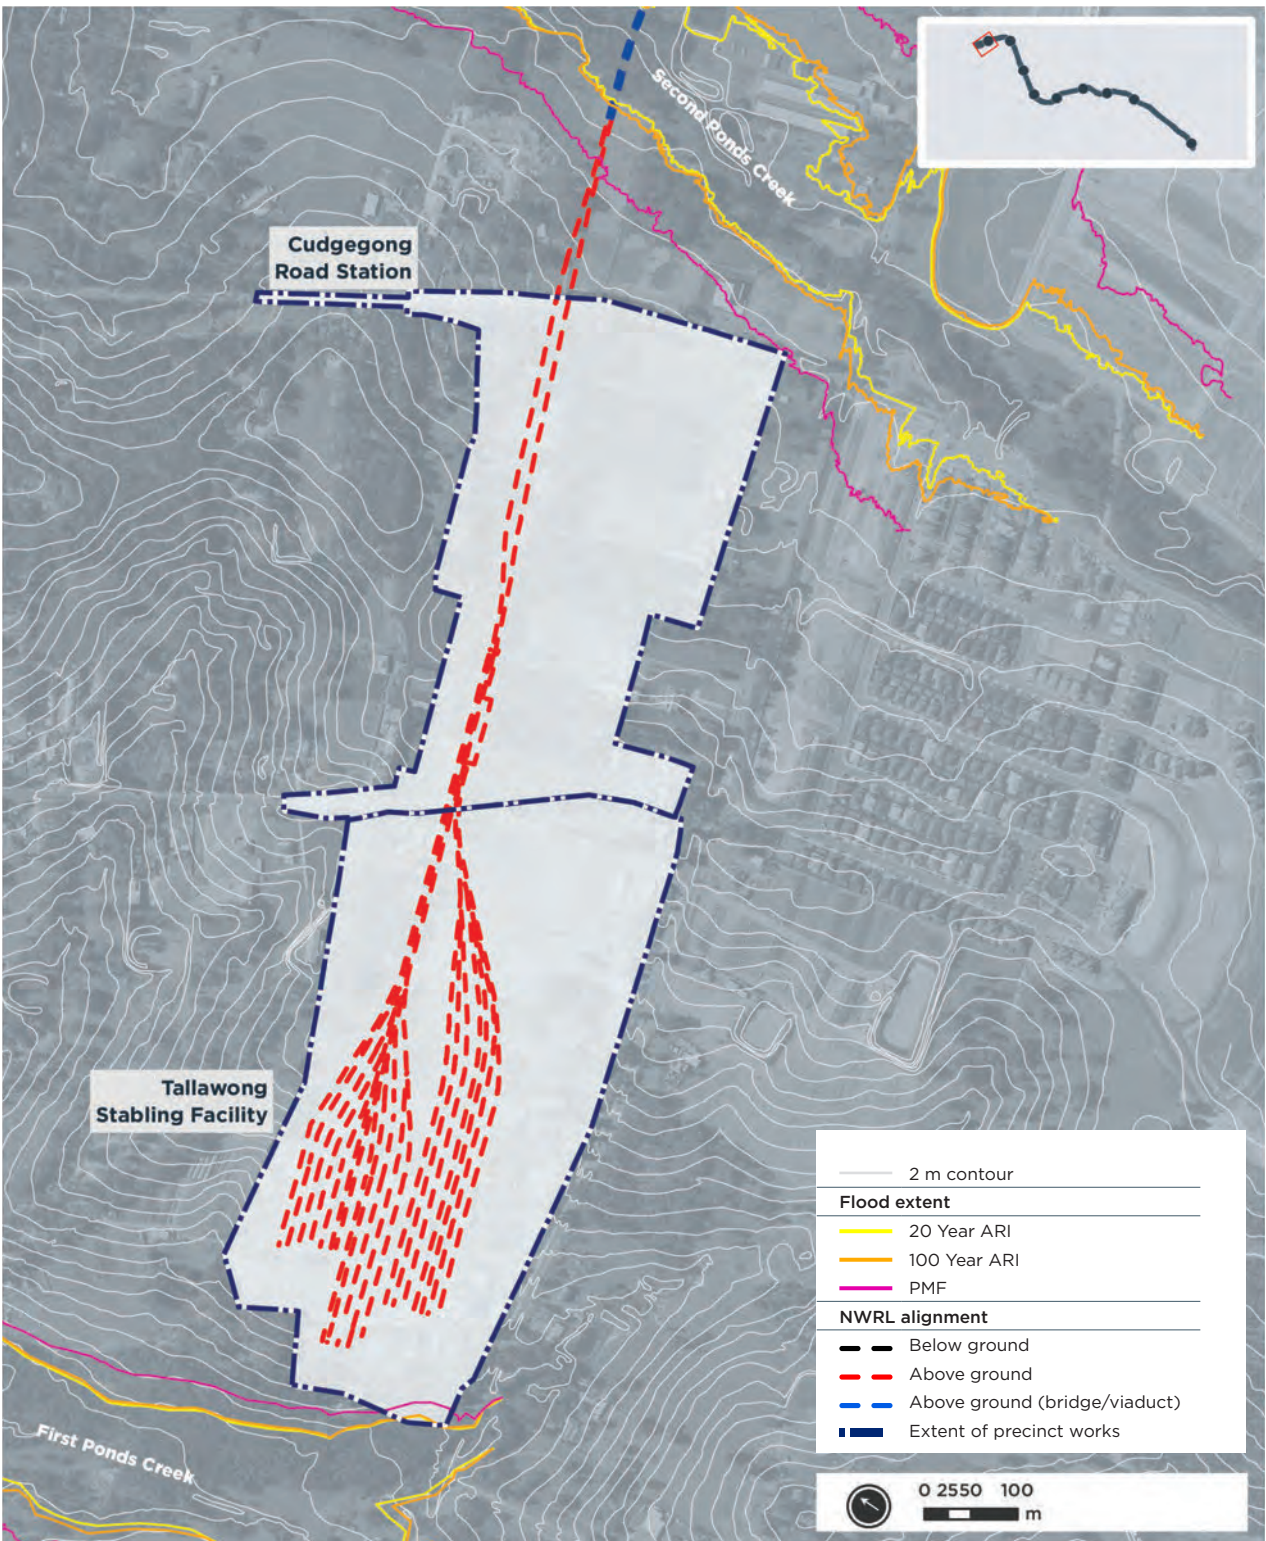 Second Ponds Creek
Cudgegong
Road Station
Tallawong
Stabling Facility
First Ponds Creek
2 m contour
Flood extent
20 Year ARI
100 Year ARI
PMF
NWRL alignment
Below ground
Above ground
Above ground (bridge/viaduct)
Extent of precinct works
0 2550 100
m